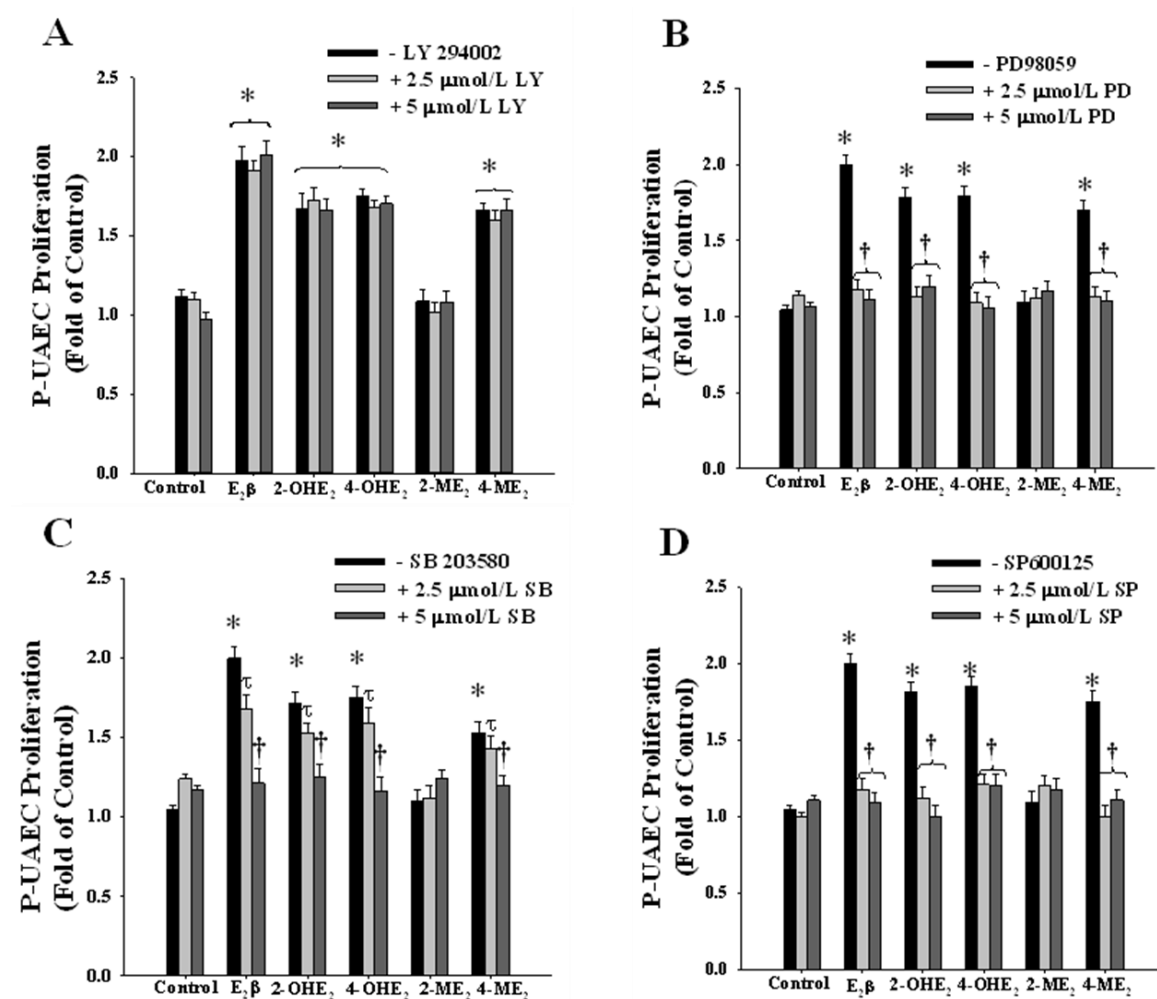 A
- LY 294002
+ 2.5 μmol/L LY
+ 5 μmol/L LY
P-UAEC Proliferation
(Fold of Control)
2.5
2.0
1.5
1.0
0.5
0.0
*
*
*
Control E₂β 2-OHE₂ 4-OHE₂ 2-ME₂ 4-ME₂
B
- PD98059
+ 2.5 μmol/L PD
+ 5 μmol/L PD
P-UAEC Proliferation
(Fold of Control)
2.5
2.0
1.5
1.0
0.5
0.0
* * * *
† † † †
Control E₂β 2-OHE₂ 4-OHE₂ 2-ME₂ 4-ME₂
C
- SB 203580
+ 2.5 μmol/L SB
+ 5 μmol/L SB
P-UAEC Proliferation
(Fold of Control)
2.5
2.0
1.5
1.0
0.5
0.0
* * * *
τ τ τ τ
† † † †
Control E₂β 2-OHE₂ 4-OHE₂ 2-ME₂ 4-ME₂
D
- SP600125
+ 2.5 μmol/L SP
+ 5 μmol/L SP
P-UAEC Proliferation
(Fold of Control)
2.5
2.0
1.5
1.0
0.5
0.0
* * * *
† † † †
Control E₂β 2-OHE₂ 4-OHE₂ 2-ME₂ 4-ME₂